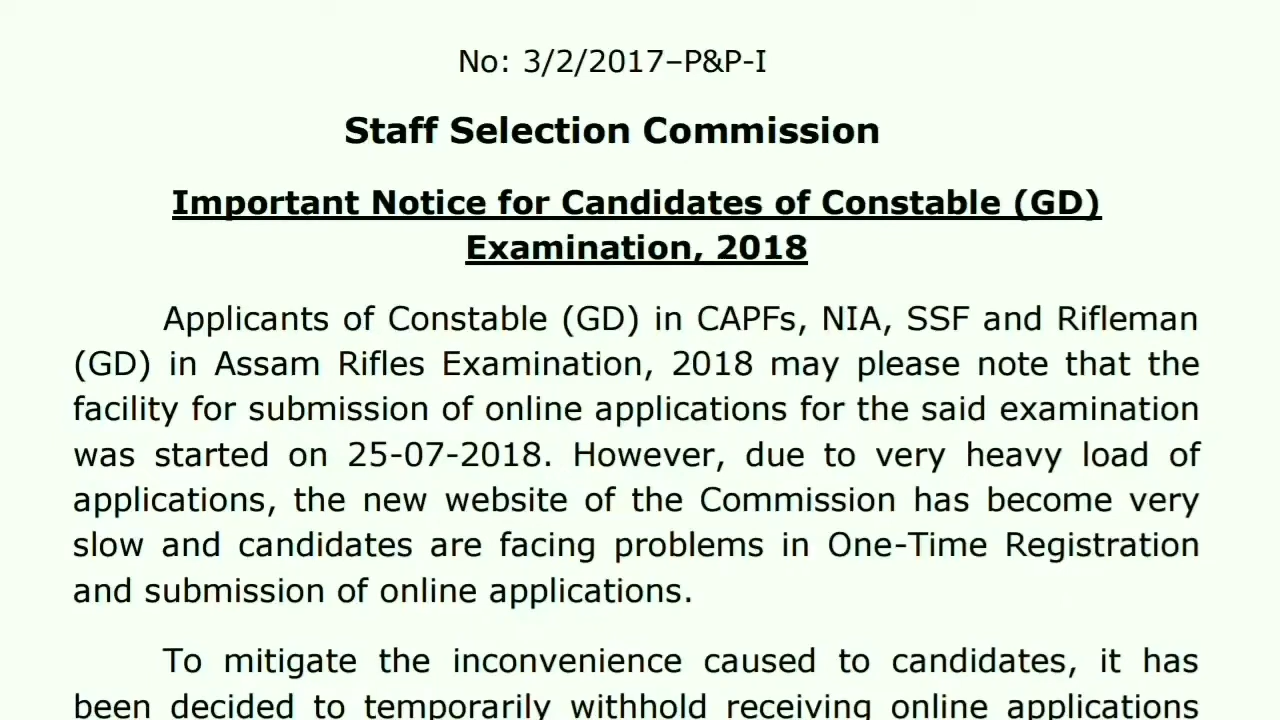 No: 3/2/2017–P&P-I
Staff Selection Commission
Important Notice for Candidates of Constable (GD)
Examination, 2018
Applicants of Constable (GD) in CAPFs, NIA, SSF and Rifleman
(GD) in Assam Rifles Examination, 2018 may please note that the
facility for submission of online applications for the said examination
was started on 25-07-2018. However, due to very heavy load of
applications, the new website of the Commission has become very
slow and candidates are facing problems in One-Time Registration
and submission of online applications.
To mitigate the inconvenience caused to candidates, it has
been decided to temporarily withhold receiving online applications